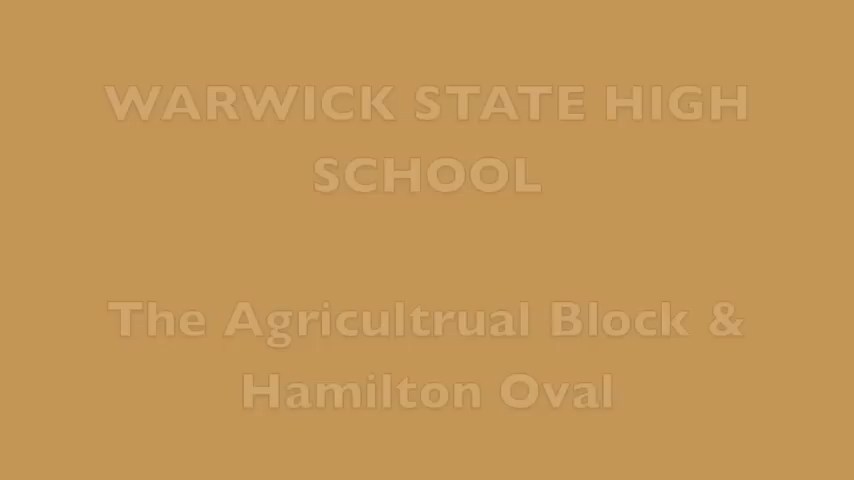 WARWICK STATE HIGH
SCHOOL
The Agricultrual Block &
Hamilton Oval